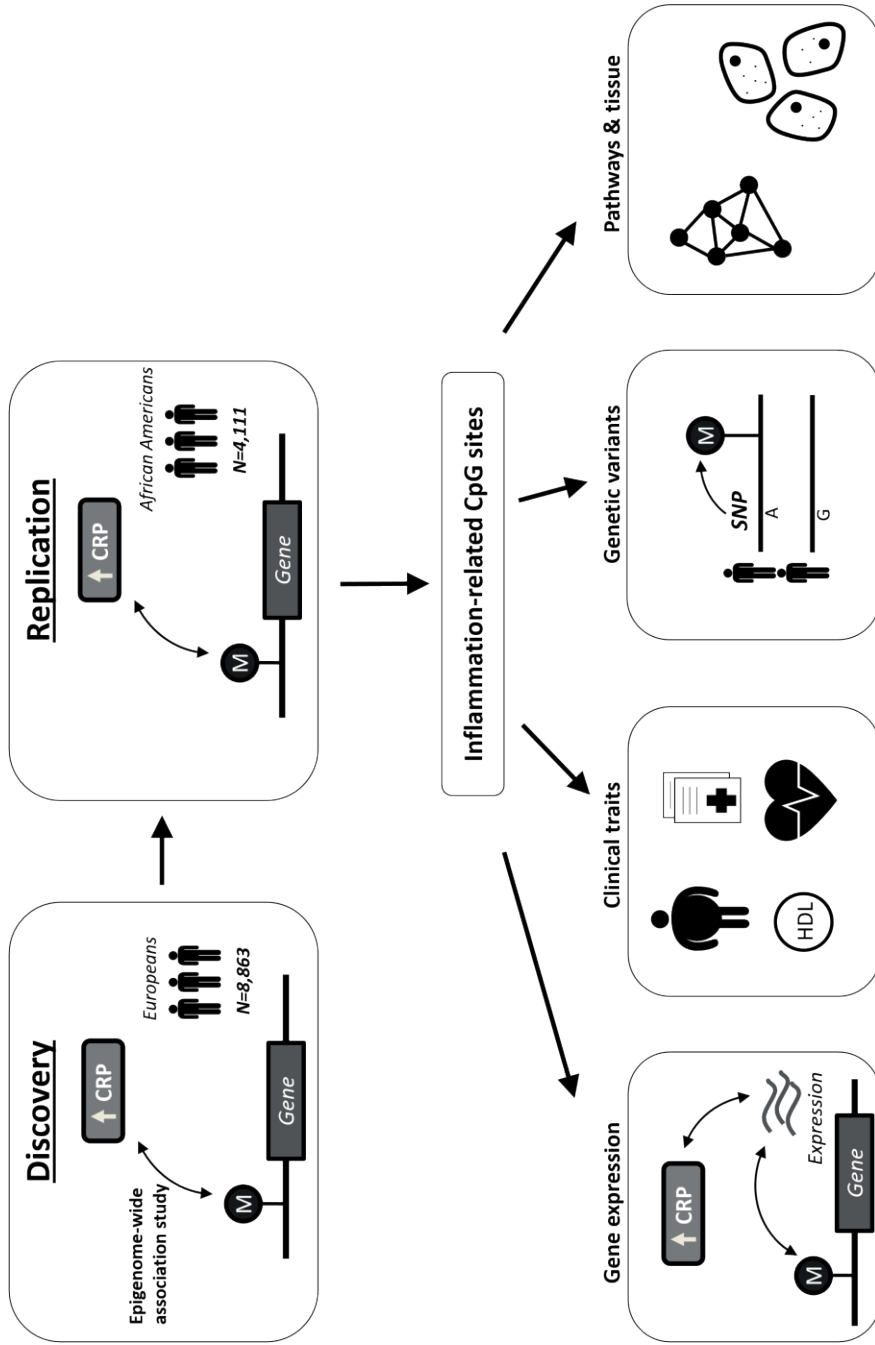 Discovery
CRP
Epigenome-wide
association study
M
Gene
Europeans
N=8,863
Replication
CRP
M
Gene
African Americans
N=4,111
Inflammation-related CpG sites
Gene expression
CRP
M
Gene
Expression
Clinical traits
HDL
Genetic variants
SNP
M
A
G
Pathways & tissue